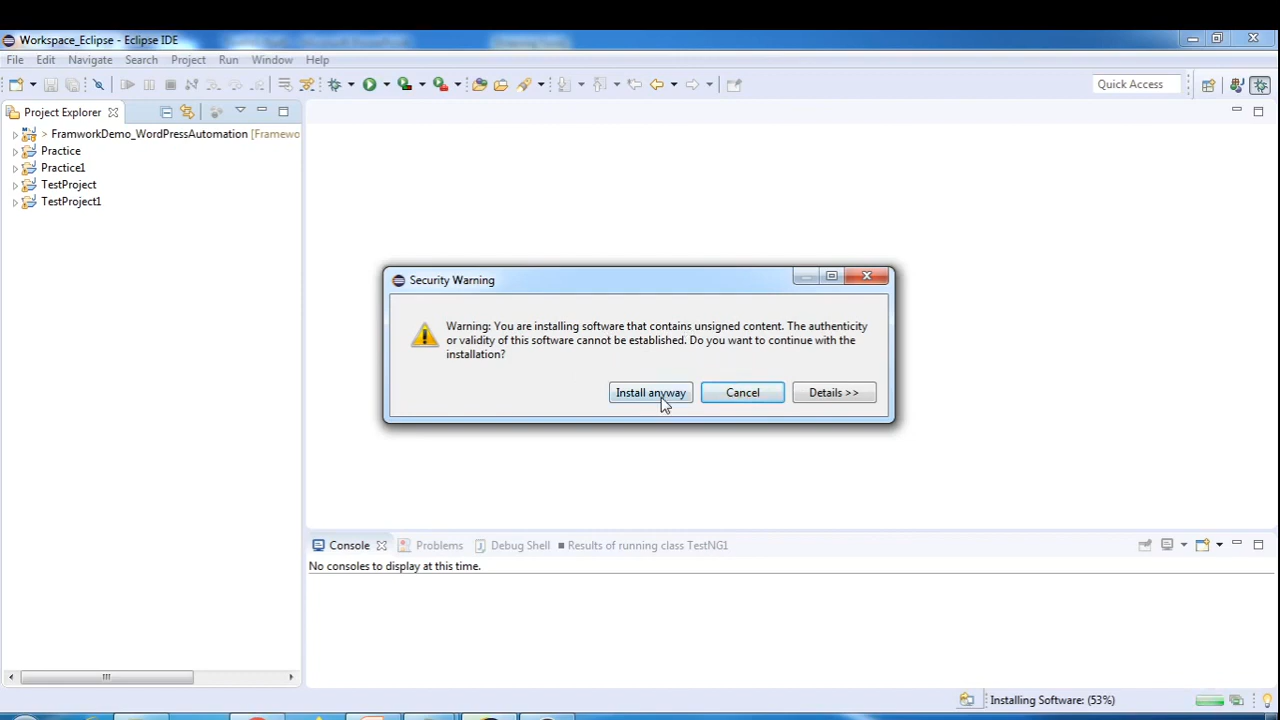 Workspace_Eclipse - Eclipse IDE
File Edit Navigate Search Project Run Window Help
Quick Access
Project Explorer
> FramworkDemo_WordPressAutomation [Framewo
Practice
Practice1
TestProject
TestProject1
Security Warning
Warning: You are installing software that contains unsigned content. The authenticity
or validity of this software cannot be established. Do you want to continue with the
installation?
Install anyway Cancel Details >>
Console Problems Debug Shell Results of running class TestNG1
No consoles to display at this time.
Installing Software: (53%)